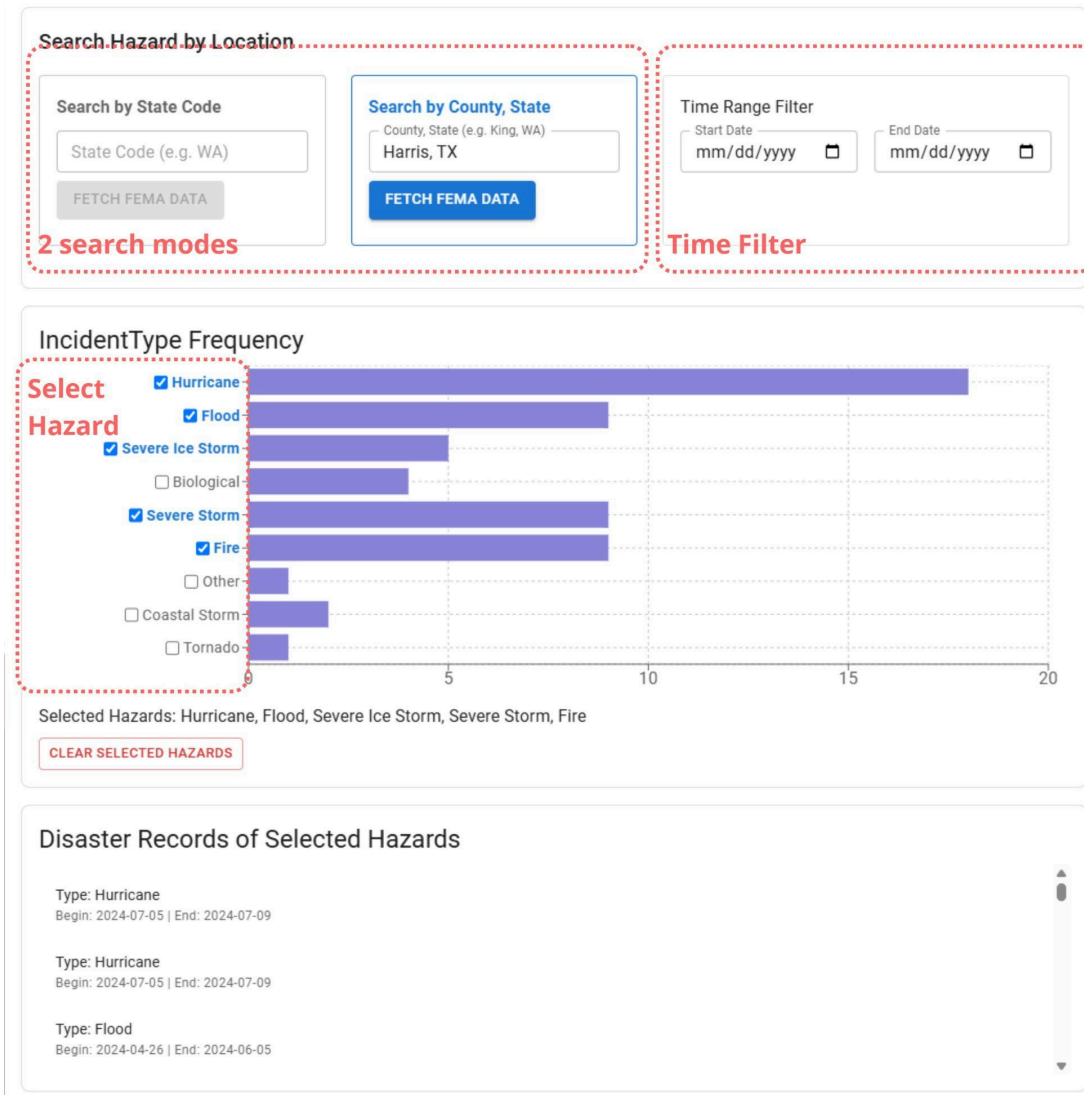 Search Hazard by Location
Search by State Code
State Code (e.g. WA)
FETCH FEMA DATA
Search by County, State
County, State (e.g. King, WA)
Harris, TX
FETCH FEMA DATA
2 search modes
Time Range Filter
Start Date
mm/dd/yyyy
End Date
mm/dd/yyyy
Time Filter
IncidentType Frequency
Select
Hazard
Hurricane
Flood
Severe Ice Storm
Biological
Severe Storm
Fire
Other
Coastal Storm
Tornado
0 5 10 15 20
Selected Hazards: Hurricane, Flood, Severe Ice Storm, Severe Storm, Fire
CLEAR SELECTED HAZARDS
Disaster Records of Selected Hazards
Type: Hurricane
Begin: 2024-07-05 | End: 2024-07-09
Type: Hurricane
Begin: 2024-07-05 | End: 2024-07-09
Type: Flood
Begin: 2024-04-26 | End: 2024-06-05